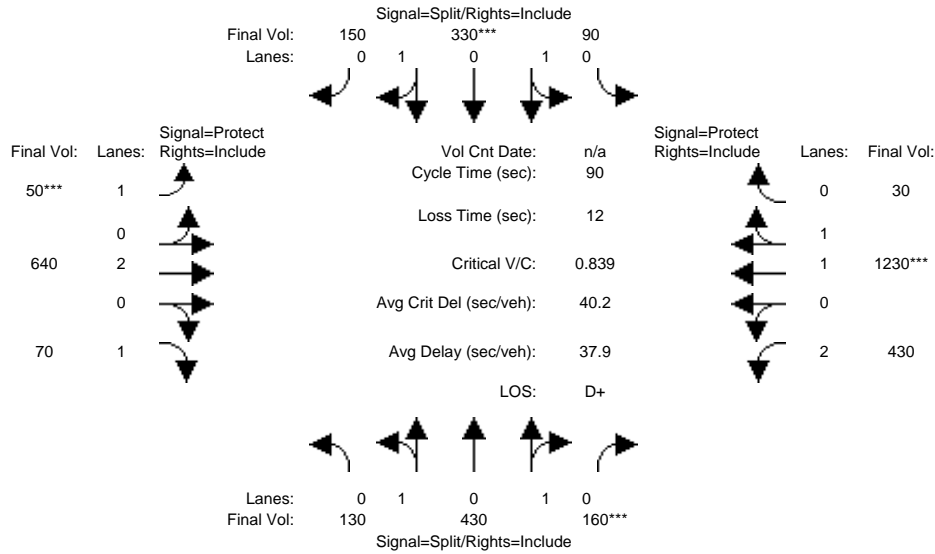 Signal=Split/Rights=Include
Final Vol: 150 330*** 90
Lanes: 0 1 0 1 0
Signal=Protect Signal=Protect
Final Vol: Lanes: Rights=Include Vol Cnt Date: n/a Rights=Include Lanes: Final Vol:
Cycle Time (sec): 90
50*** 1 0 30
Loss Time (sec): 12
0 1
640 2 Critical V/C: 0.839 1 1230***
0 Avg Crit Del (sec/veh): 40.2 0
70 1 Avg Delay (sec/veh): 37.9 2 430
LOS: D+
Lanes: 0 1 0 1 0
Final Vol: 130 430 160***
Signal=Split/Rights=Include